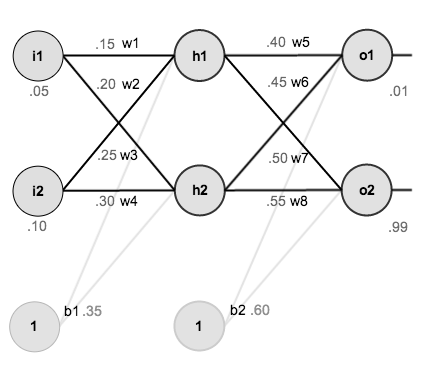 .15 w1
.40 w5
i1
h1
o1
.20 w2
.45 w6
.05
.01
.25 w3
.50 w7
i2
h2
o2
.30 w4
.55 w8
.10
.99
b1 .35
b2 .60
1
1